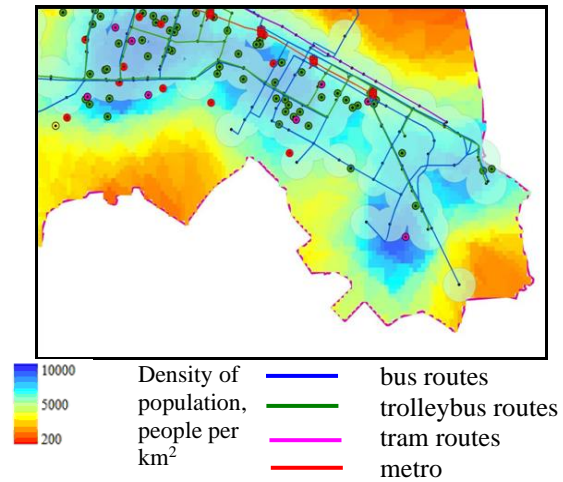 10000
5000
200
Density of
population,
people per
km²
bus routes
trolleybus routes
tram routes
metro